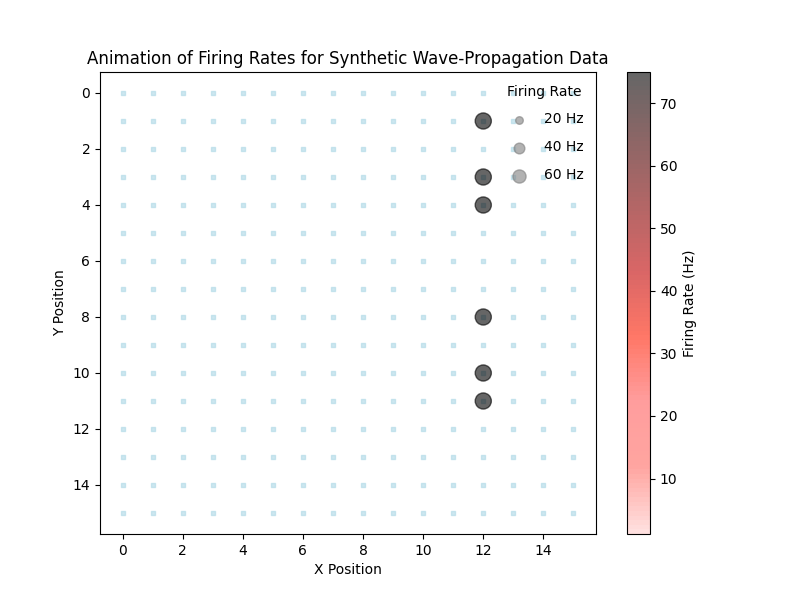 Animation of Firing Rates for Synthetic Wave-Propagation Data
Firing Rate
20 Hz
40 Hz
60 Hz
0
2
4
6
8
10
12
14
Y Position
0 2 4 6 8 10 12 14
X Position
70
60
50
40
30
20
10
Firing Rate (Hz)